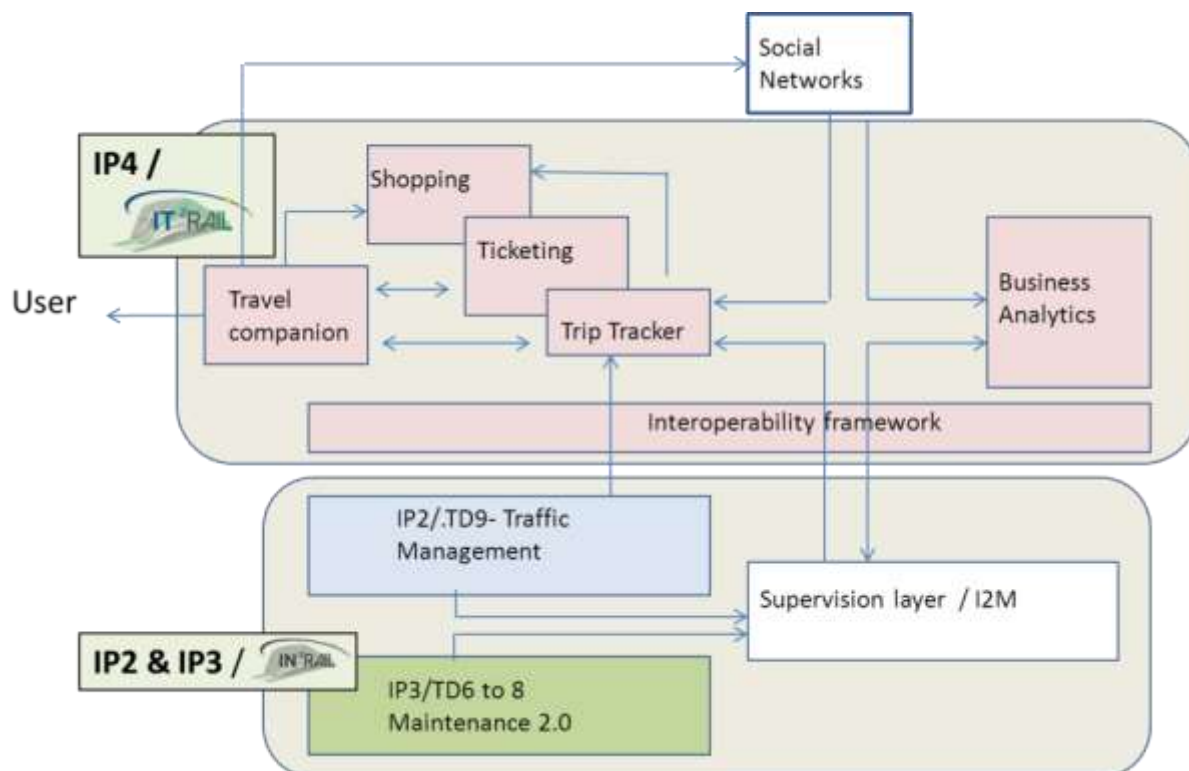 Social
Networks
IP4 /
IT²RAIL
Shopping
Ticketing
User
Travel
companion
Trip Tracker
Business
Analytics
Interoperability framework
IP2/.TD9- Traffic
Management
Supervision layer / I2M
IP2 & IP3 / IN²RAIL
IP3/TD6 to 8
Maintenance 2.0